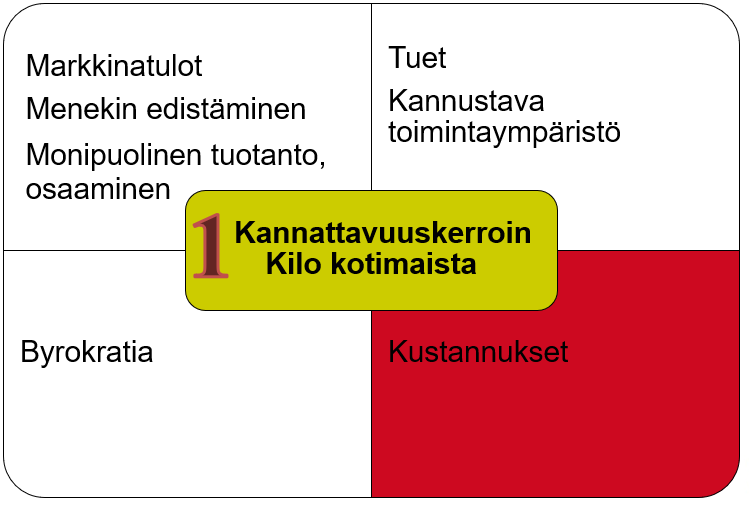 Markkinatulot
Menekin edistäminen
Monipuolinen tuotanto,
osaaminen
Tuet
Kannustava
toimintaympäristö
1 Kannattavuuskerroin
Kilo kotimaista
Byrokratia
Kustannukset